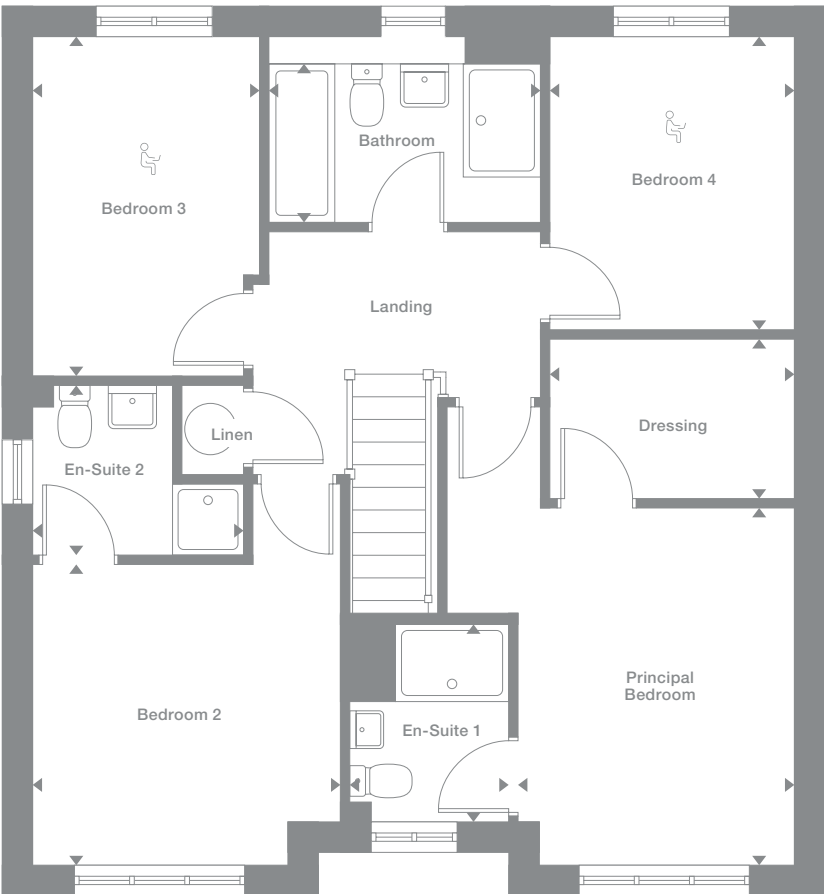 Bathroom
Bedroom 4
Bedroom 3
Landing
Dressing
Linen
En-Suite 2
Principal
Bedroom
Bedroom 2
En-Suite 1